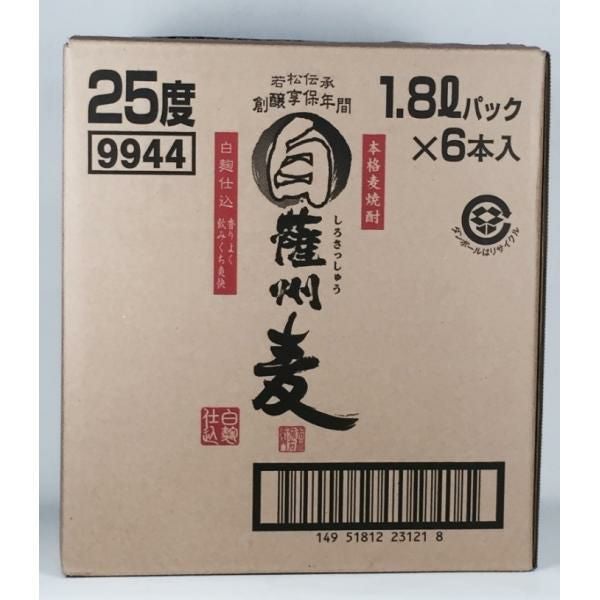 25度
9944
若松伝承
創醸享保年間
1.8ℓパック
×6本入
白麹仕込
香りよく
飲みくち爽快
白
薩州
麦
しろさっしゅう
本格麦焼酎
ダンボールはリサイクル
白麹
仕込
149 51812 23121 8